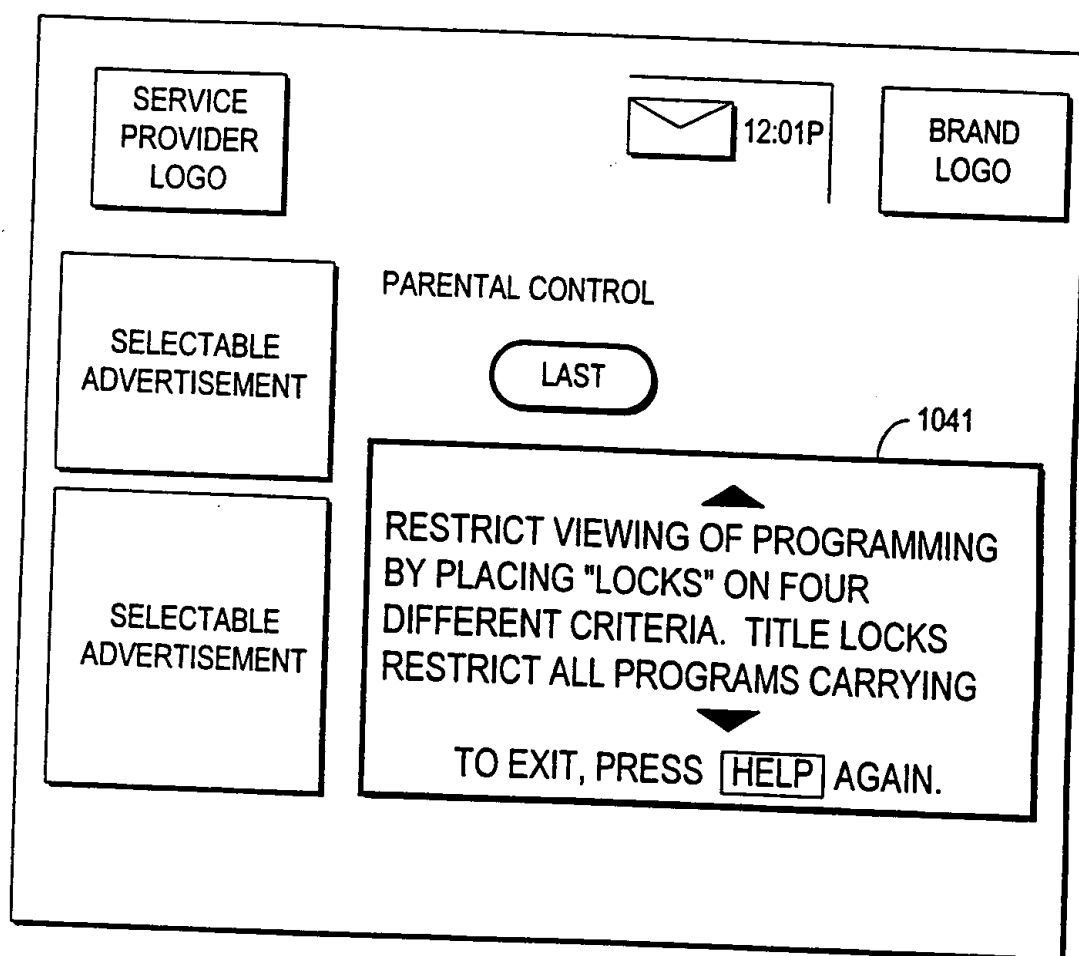 SERVICE
PROVIDER
LOGO
12:01P
BRAND
LOGO
SELECTABLE
ADVERTISEMENT
PARENTAL CONTROL
LAST
1041
RESTRICT VIEWING OF PROGRAMMING
BY PLACING "LOCKS" ON FOUR
DIFFERENT CRITERIA. TITLE LOCKS
RESTRICT ALL PROGRAMS CARRYING
TO EXIT, PRESS HELP AGAIN.
SELECTABLE
ADVERTISEMENT